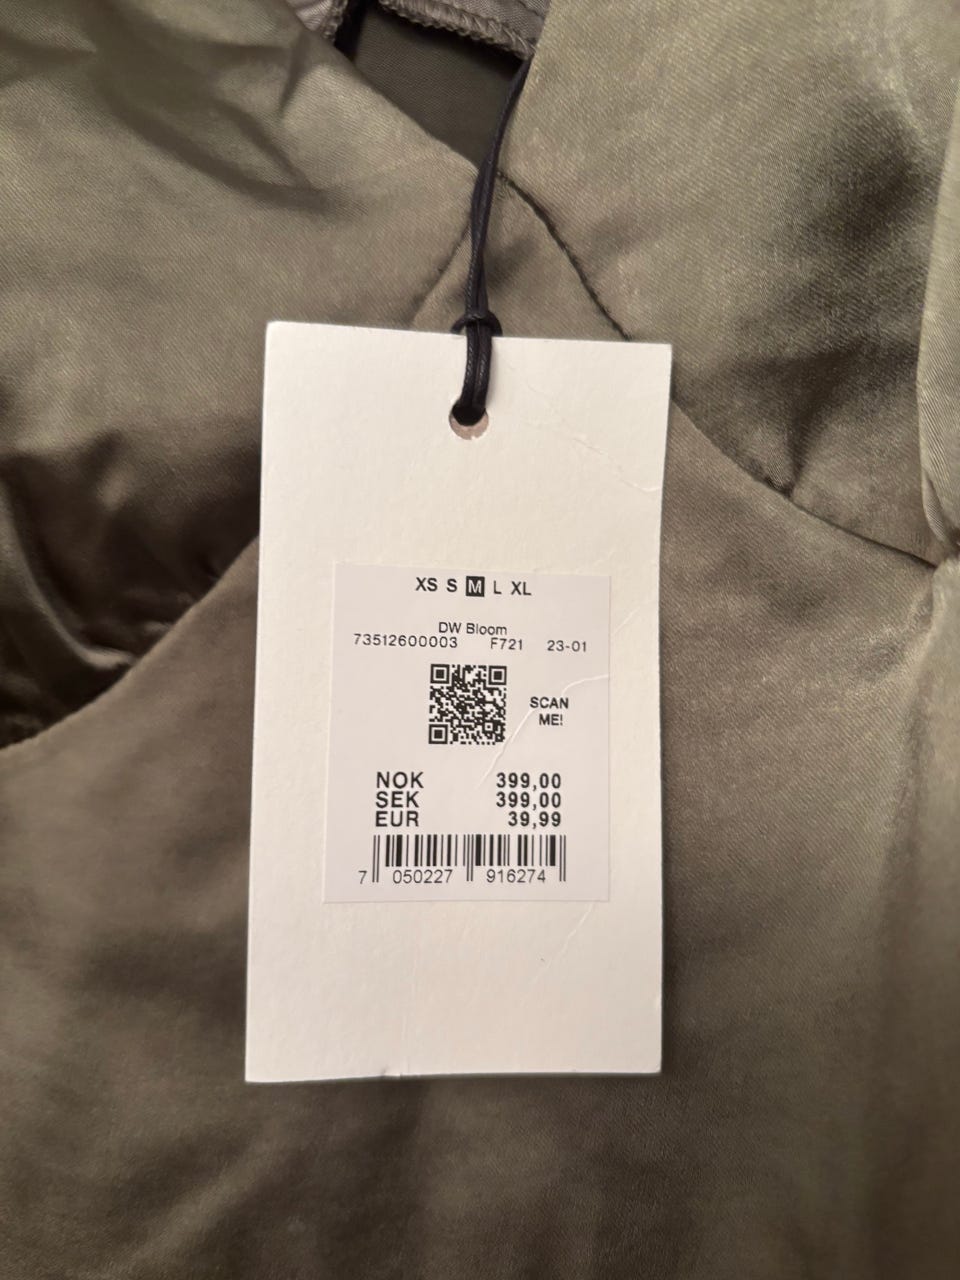 XS S M L XL
DW Bloom
73512600003 F721 23-01
SCAN
ME!
NOK 399,00
SEK 399,00
EUR 39,99
7 050227 916274